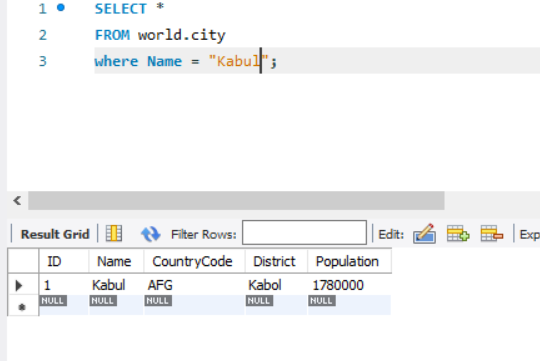 1 SELECT *
2 FROM world.city
3 where Name = "Kabul";
Result Grid Filter Rows: Edit: Exp
ID Name CountryCode District Population
1 Kabul AFG Kabol 1780000
NULL NULL NULL NULL NULL